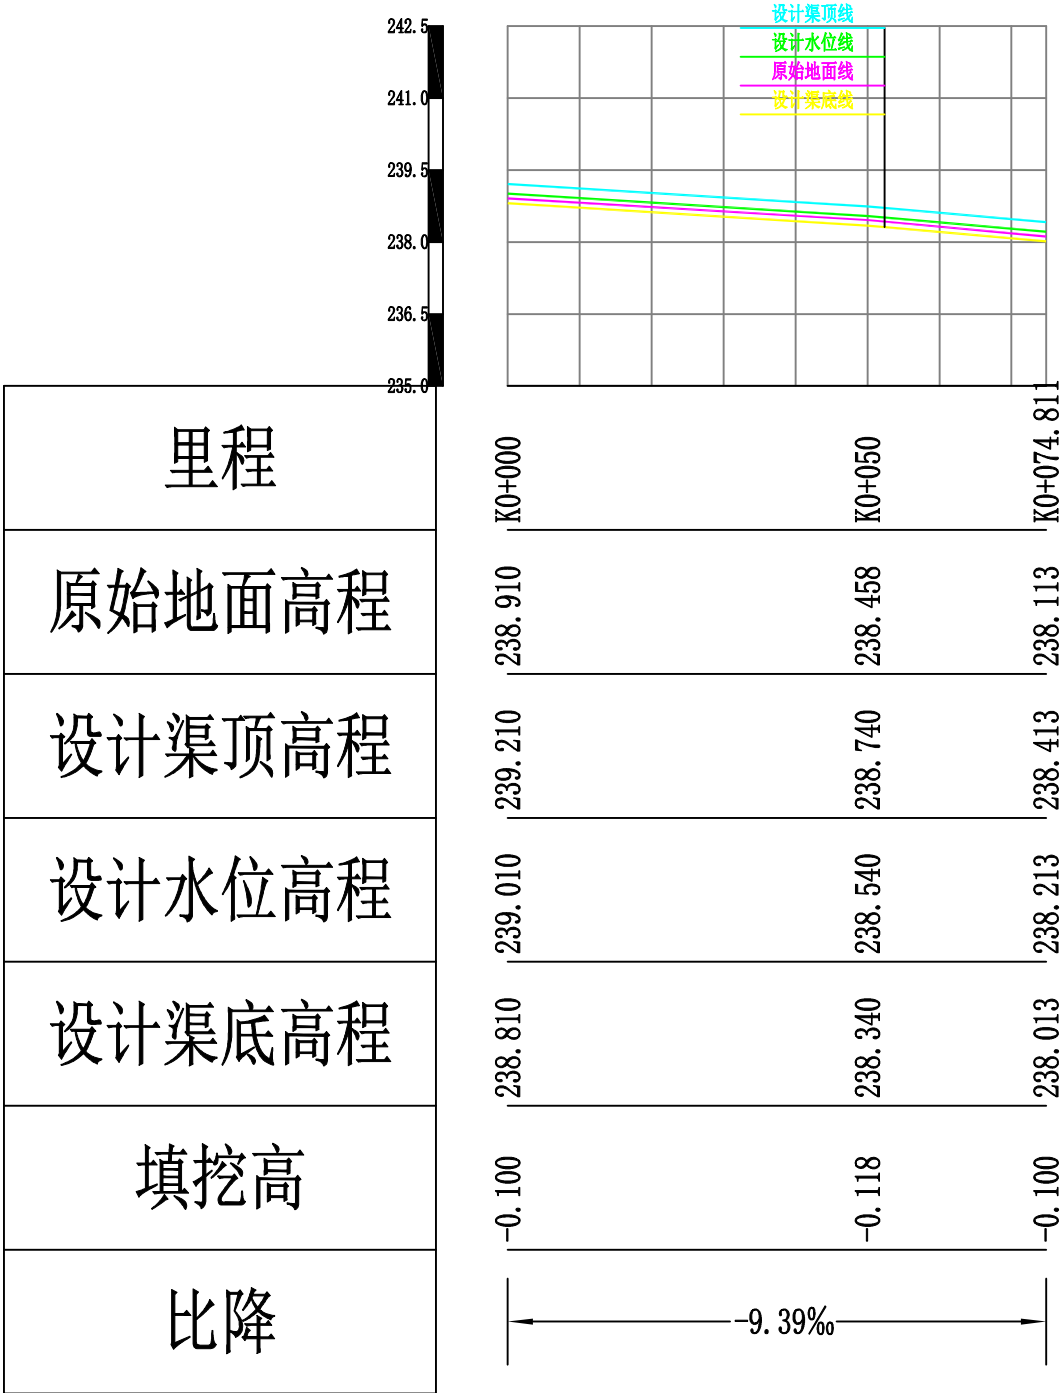 设计渠顶线
设计水位线
原始地面线
设计渠底线
242.5
241.0
239.5
238.0
236.5
235.0
里程 K0+000 K0+050 K0+074.811
原始地面高程 238.910 238.458 238.113
设计渠顶高程 239.210 238.740 238.413
设计水位高程 239.010 238.540 238.213
设计渠底高程 238.810 238.340 238.013
填挖高 -0.100 -0.118 -0.100
比降 -9.39‰